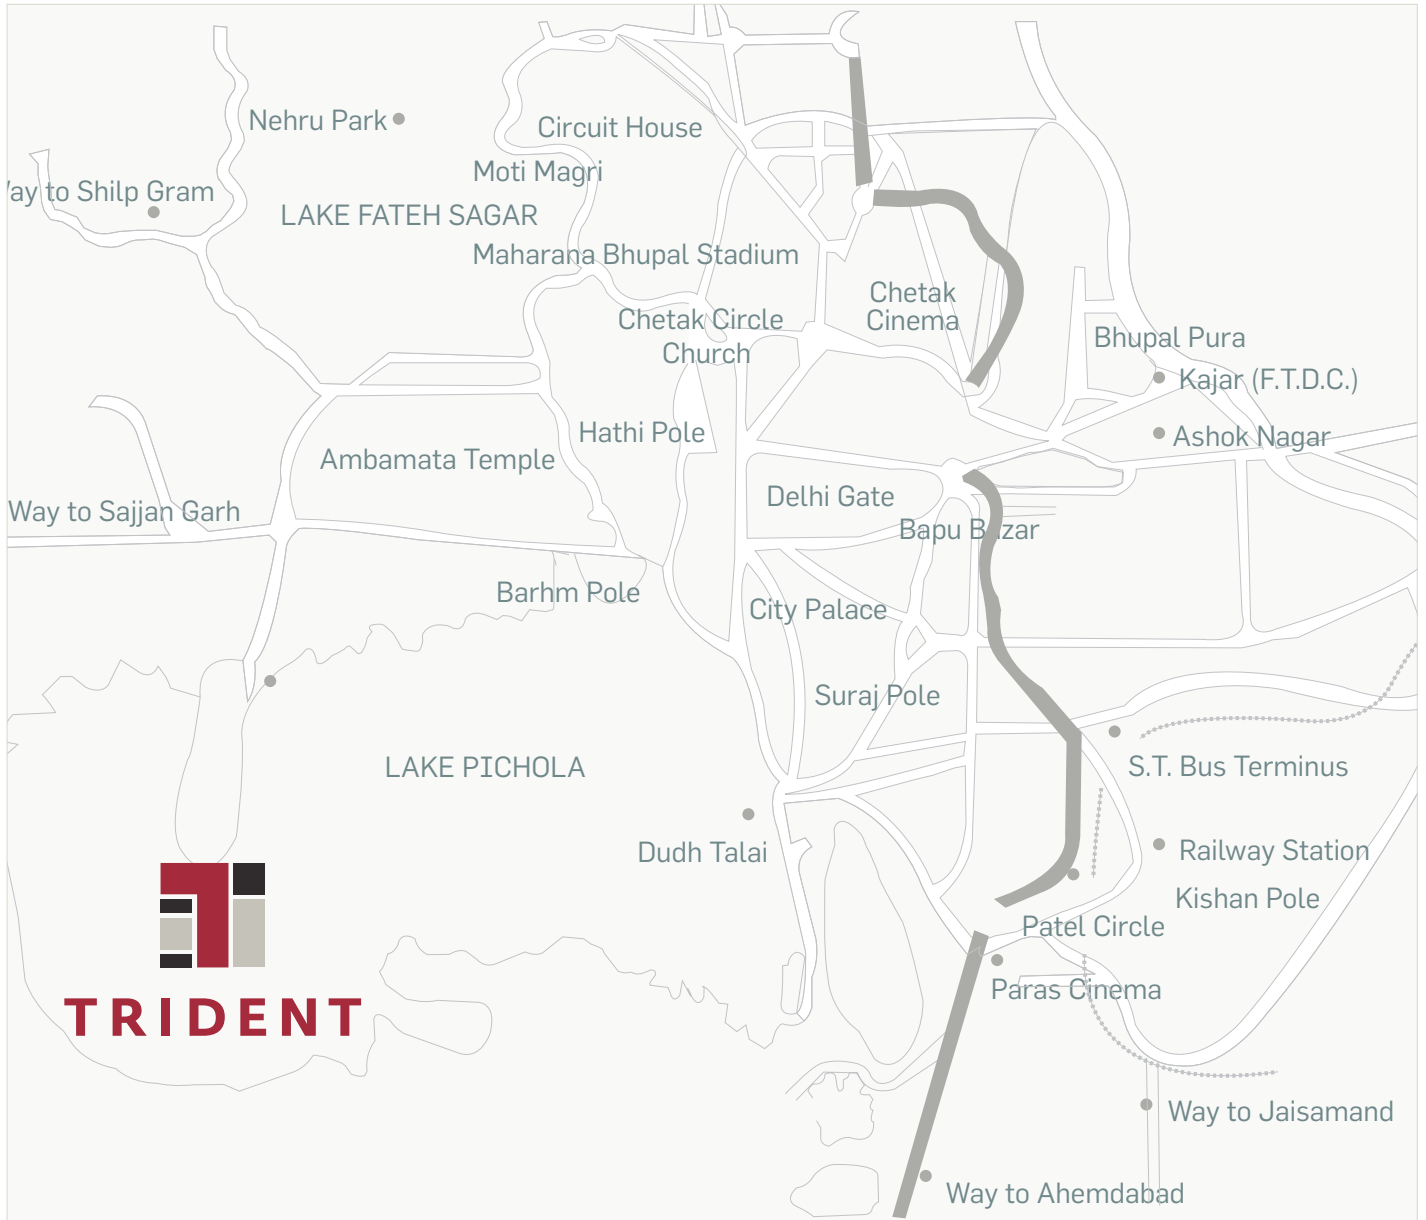 Nehru Park
Circuit House
Moti Magri
Way to Shilp Gram
LAKE FATEH SAGAR
Maharana Bhupal Stadium
Chetak
Cinema
Chetak Circle
Church
Bhupal Pura
Kajar (F.T.D.C.)
Hathi Pole
Ashok Nagar
Ambamata Temple
Delhi Gate
Way to Sajjan Garh
Bapu Bazar
Barhm Pole
City Palace
Suraj Pole
LAKE PICHOLA
S.T. Bus Terminus
Dudh Talai
Railway Station
Kishan Pole
Patel Circle
Paras Cinema
TRIDENT
Way to Jaisamand
Way to Ahemdabad